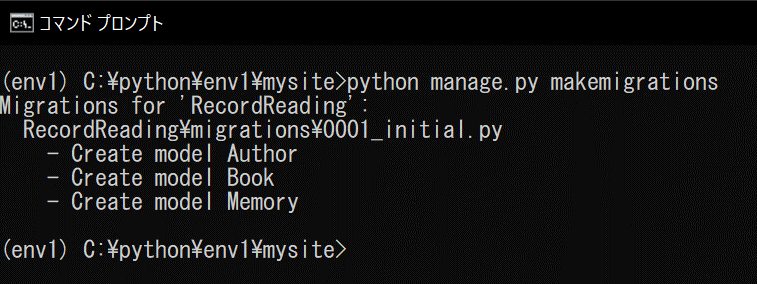 コマンド プロンプト
(env1) C:¥python¥env1¥mysite>python manage.py makemigrations
Migrations for 'RecordReading':
  RecordReading¥migrations¥0001_initial.py
    - Create model Author
    - Create model Book
    - Create model Memory
(env1) C:¥python¥env1¥mysite>